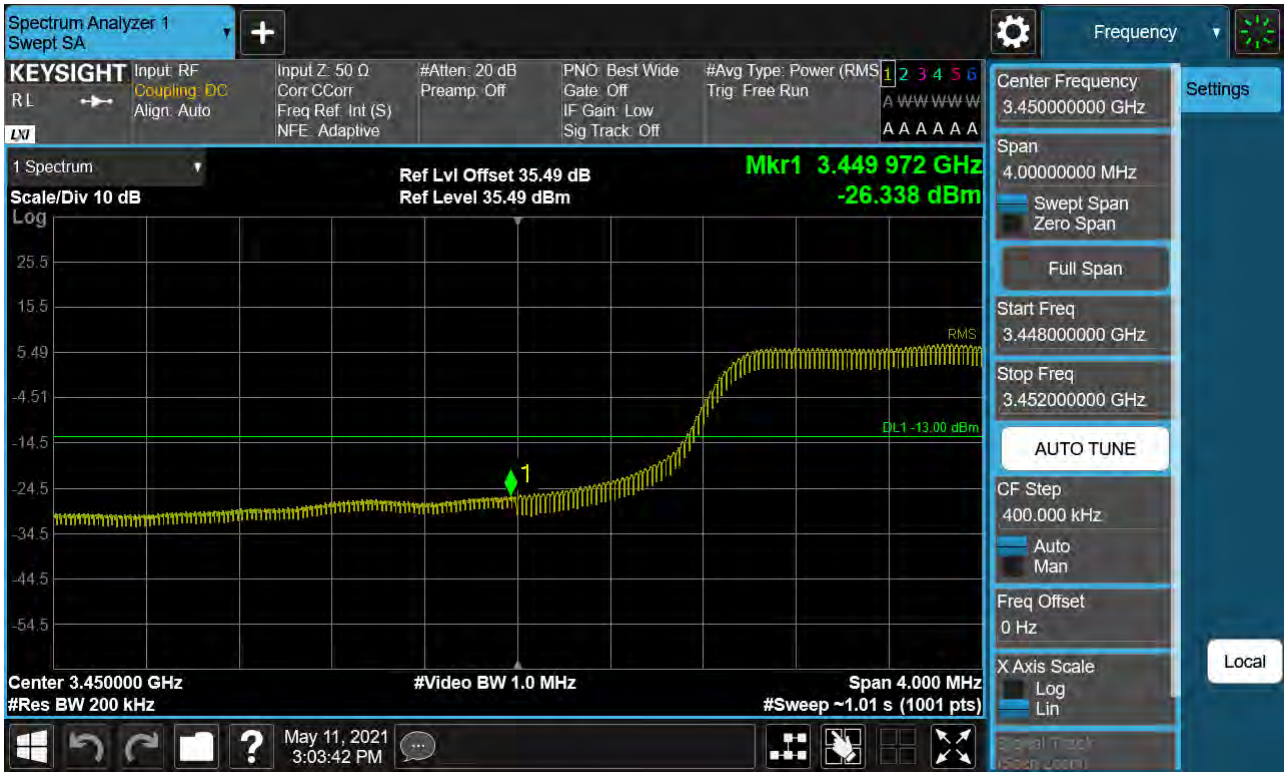 Spectrum Analyzer 1
Swept SA
Frequency
KEYSIGHT
RL
LXI
Input: RF
Coupling: DC
Align: Auto
Input Z: 50 Ω
Corr CCorr
Freq Ref: Int (S)
NFE: Adaptive
#Atten: 20 dB
Preamp: Off
PNO: Best Wide
Gate: Off
IF Gain: Low
Sig Track: Off
#Avg Type: Power (RMS
Trig: Free Run
1 2 3 4 5 6
A W W W W W
A A A A A A
1 Spectrum
Scale/Div 10 dB
Log
Ref Lvl Offset 35.49 dB
Ref Level 35.49 dBm
Mkr1 3.449 972 GHz
-26.338 dBm
25.5
15.5
5.49
-4.51
-14.5
-24.5
-34.5
-44.5
-54.5
RMS
DL1 -13.00 dBm
1
Center 3.450000 GHz
#Res BW 200 kHz
#Video BW 1.0 MHz
Span 4.000 MHz
#Sweep ~1.01 s (1001 pts)
Center Frequency
3.450000000 GHz
Span
4.00000000 MHz
Swept Span
Zero Span
Full Span
Start Freq
3.448000000 GHz
Stop Freq
3.452000000 GHz
AUTO TUNE
CF Step
400.000 kHz
Auto
Man
Freq Offset
0 Hz
X Axis Scale
Log
Lin
Signal Track
(Span Zoom)
Settings
Local
?
May 11, 2021
3:03:42 PM